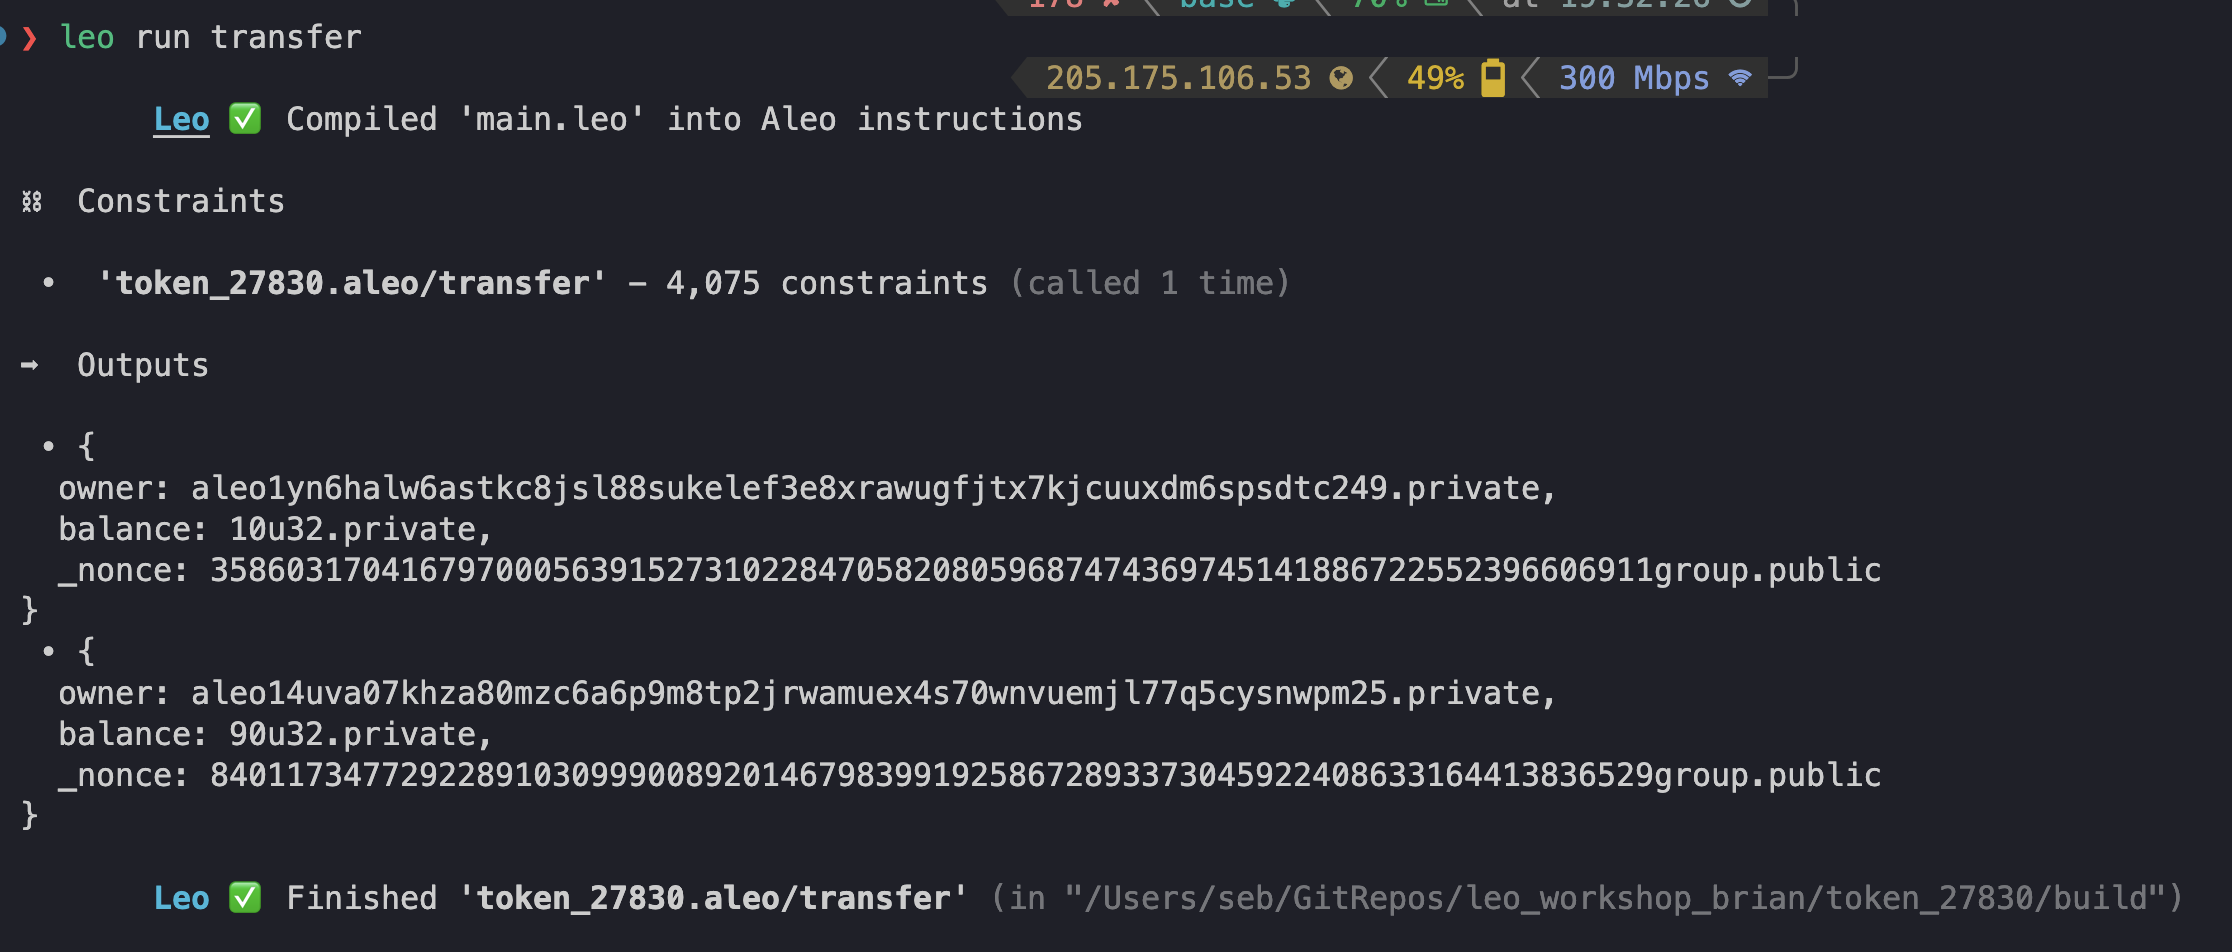 leo run transfer
205.175.106.53 49% 300 Mbps
Leo ✅ Compiled 'main.leo' into Aleo instructions
Constraints
• 'token_27830.aleo/transfer' – 4,075 constraints (called 1 time)
➡ Outputs
• {
owner: aleo1yn6halw6astkc8jsl88sukelef3e8xrawugfjtx7kjcuuxdm6spsdtc249.private,
balance: 10u32.private,
_nonce: 3586031704167970005639152731022847058208059687474369745141886722552396606911group.public
}
• {
owner: aleo14uva07khza80mzc6a6p9m8tp2jrwamuex4s70wnvuemjl77q5cysnwpm25.private,
balance: 90u32.private,
_nonce: 8401173477292289103099900892014679839919258672893373045922408633164413836529group.public
}
Leo ✅ Finished 'token_27830.aleo/transfer' (in "/Users/seb/GitRepos/leo_workshop_brian/token_27830/build")